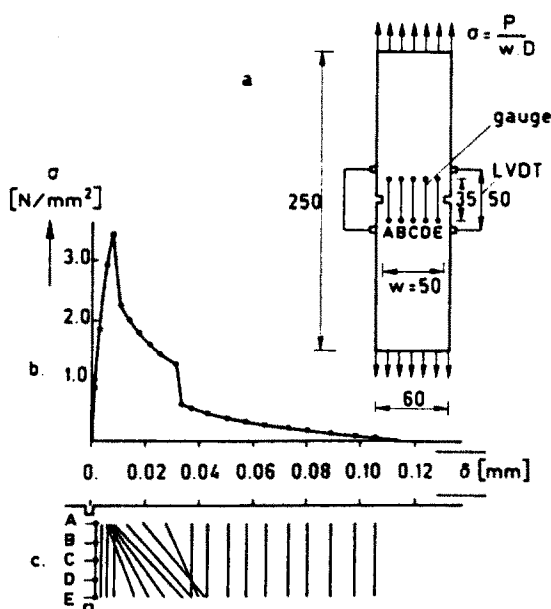 a
σ = P / w.D
gauge
LVDT
250
35
50
A B C D E
w=50
60
σ
[N/mm²]
3.0
2.0
b.
1.0
0.
0.02
0.04
0.06
0.08
0.10
0.12
δ [mm]
c.
A
B
C
D
E